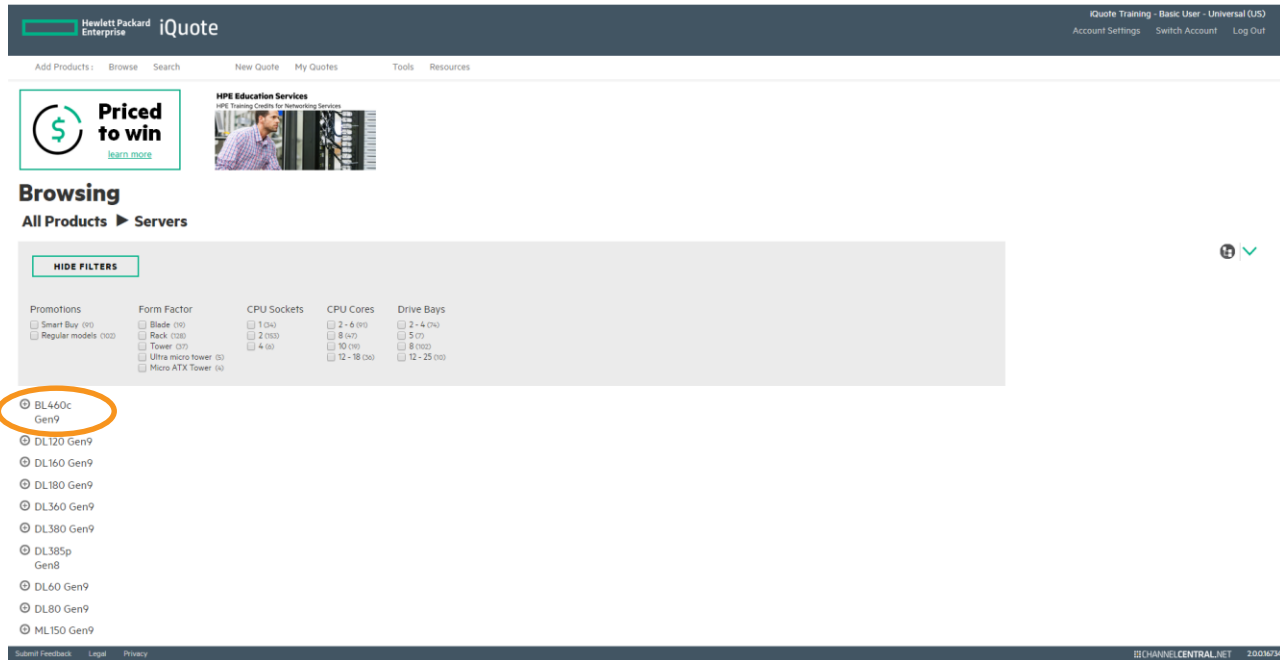 Hewlett Packard
Enterprise
iQuote
iQuote Training - Basic User - Universal (US)
Account Settings Switch Account Log Out
Add Products: Browse Search New Quote My Quotes Tools Resources
Priced
to win
learn more
HPE Education Services
HPE Training Credits for Networking Services
Browsing
All Products ▶ Servers
HIDE FILTERS
Promotions Form Factor CPU Sockets CPU Cores Drive Bays
Smart Buy (91) Blade (19) 1 (34) 2 - 6 (91) 2 - 4 (74)
Regular models (102) Rack (128) 2 (153) 8 (47) 5 (7)
Tower (37) 4 (6) 10 (19) 8 (102)
Ultra micro tower (5) 12 - 18 (36) 12 - 25 (10)
Micro ATX Tower (4)
BL460c
Gen9
DL120 Gen9
DL160 Gen9
DL180 Gen9
DL360 Gen9
DL380 Gen9
DL385p
Gen8
DL60 Gen9
DL80 Gen9
ML150 Gen9
Submit Feedback Legal Privacy CHANNELCENTRAL.NET 2.0.0.16734